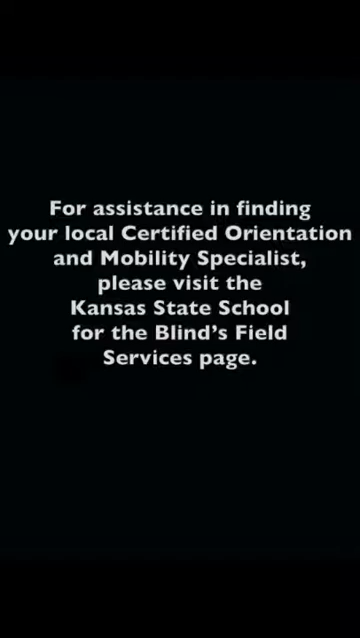 For assistance in finding
your local Certified Orientation
and Mobility Specialist,
please visit the
Kansas State School
for the Blind’s Field
Services page.